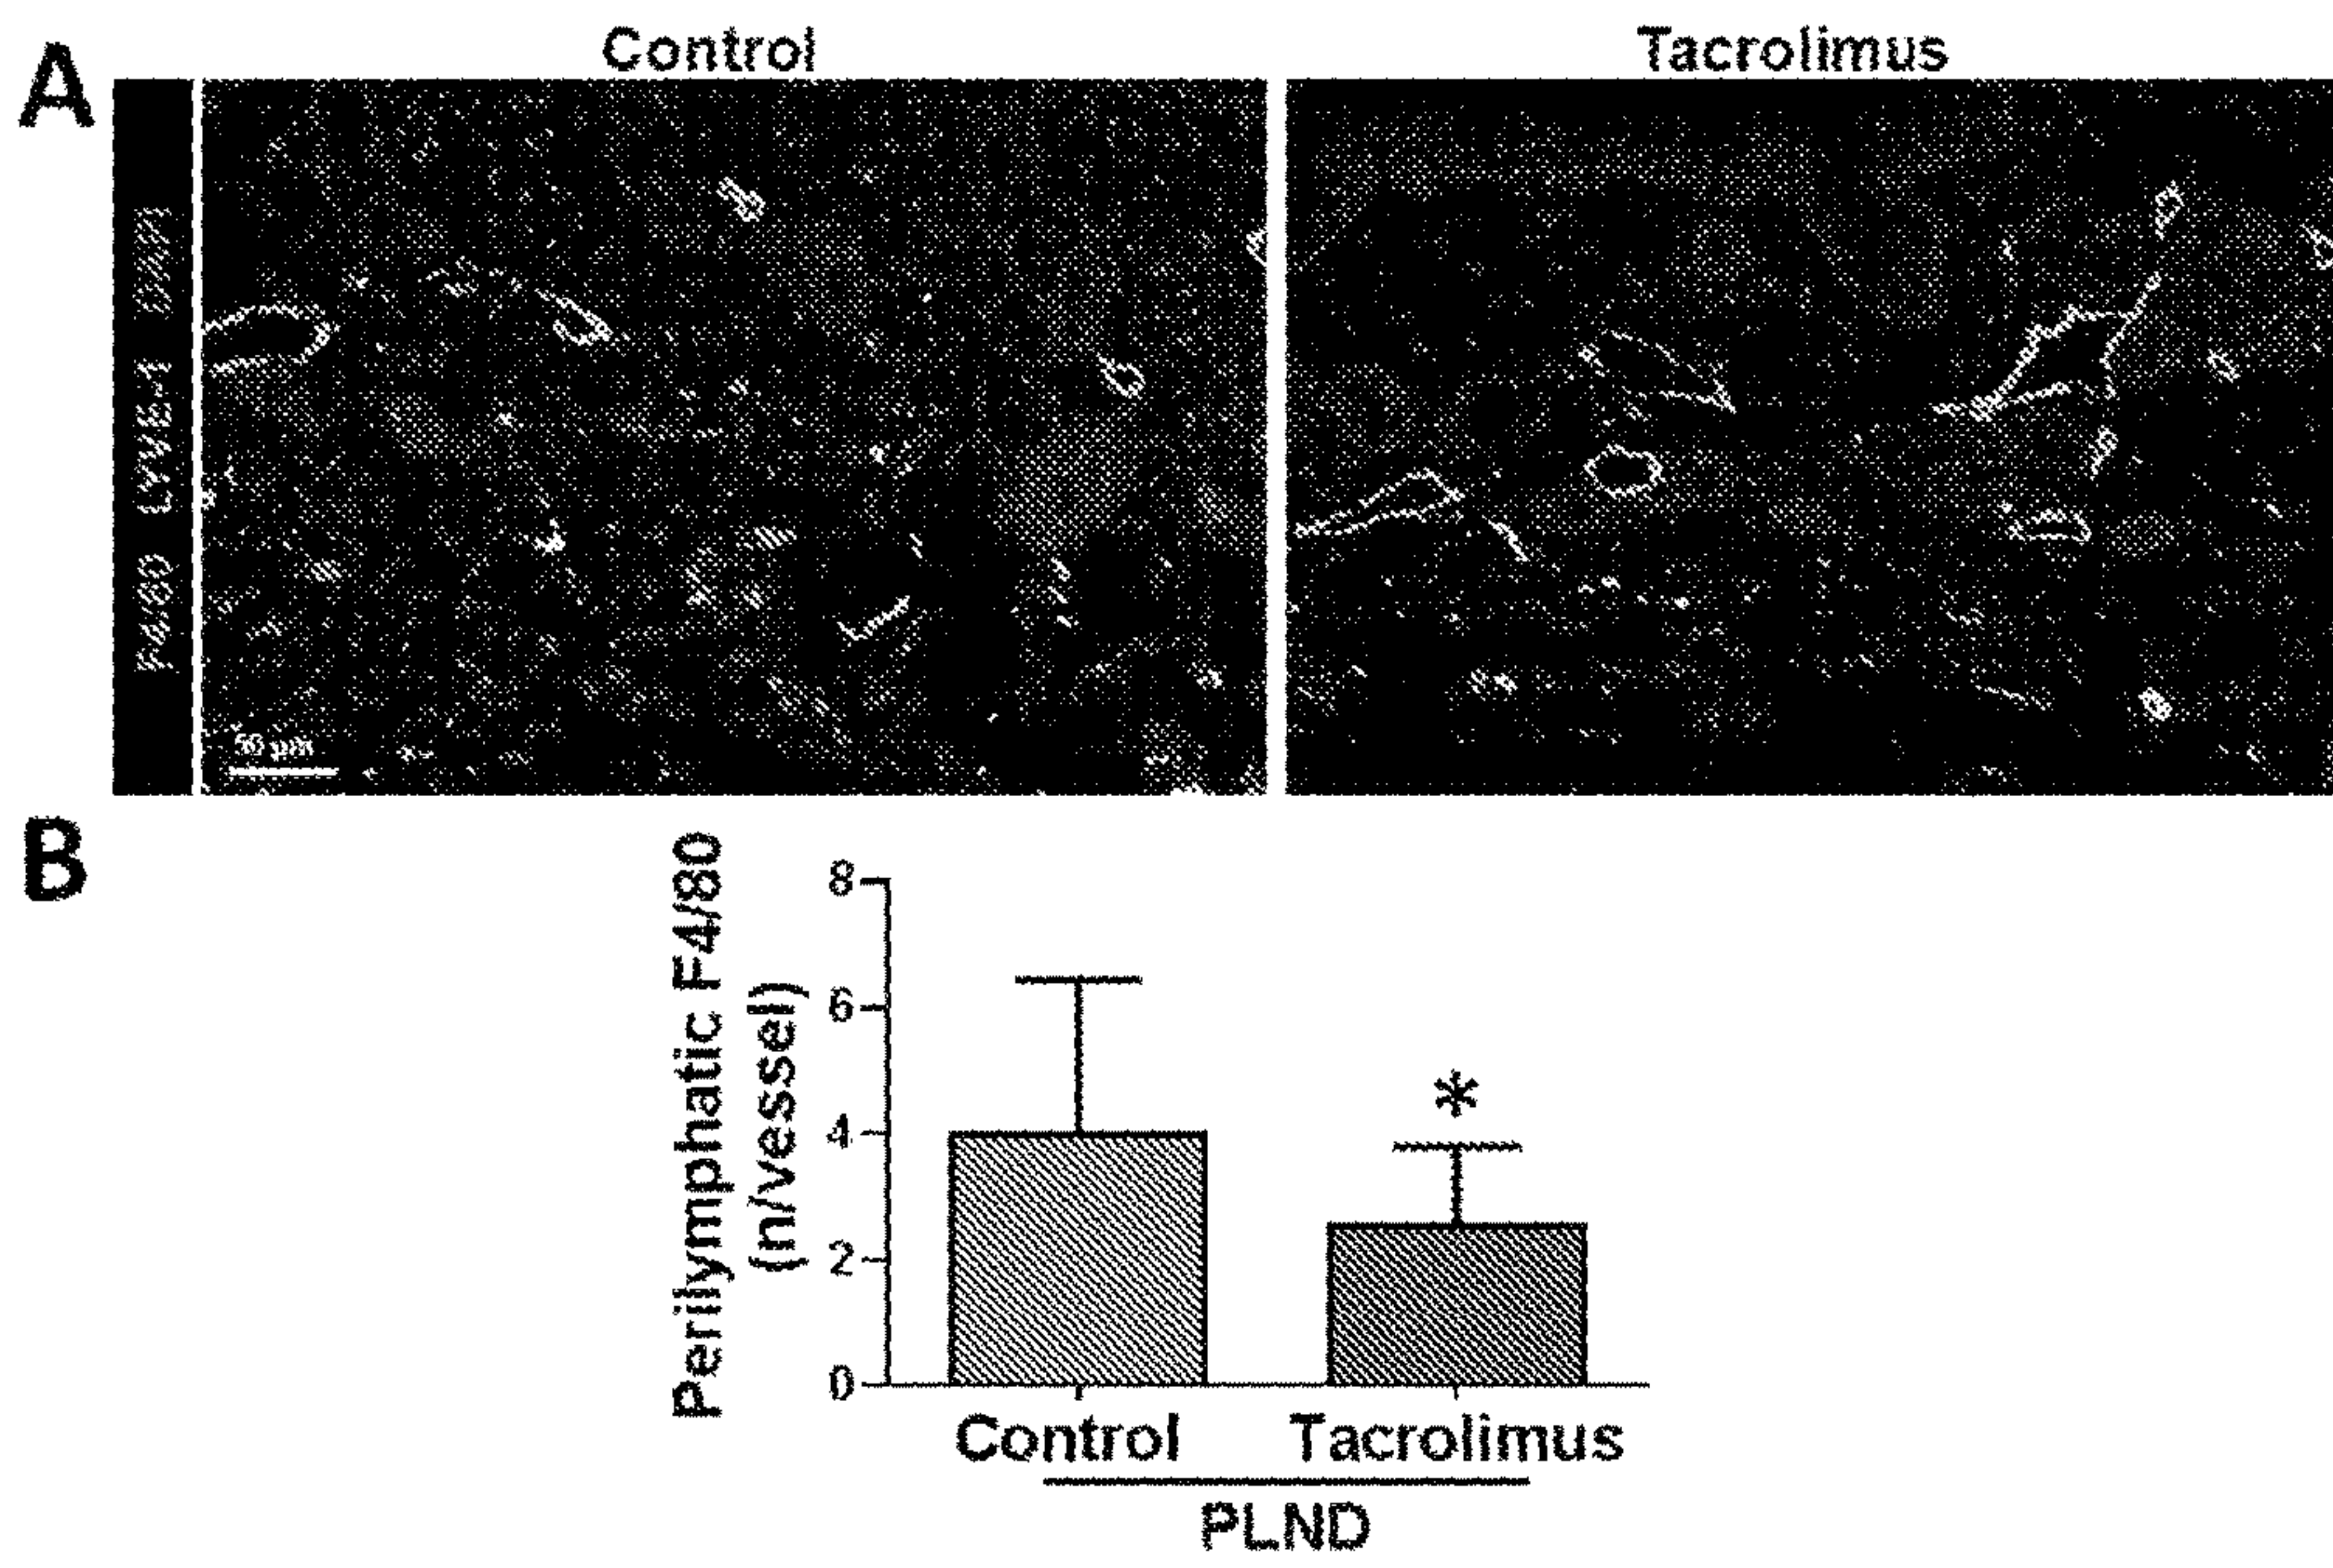 A
Control
Tacrolimus
F4/80 LYVE-1
50 μm
B
Perilymphatic F4/80
(n/vessel)
8
6
4
2
0
*
Control
Tacrolimus
PLND